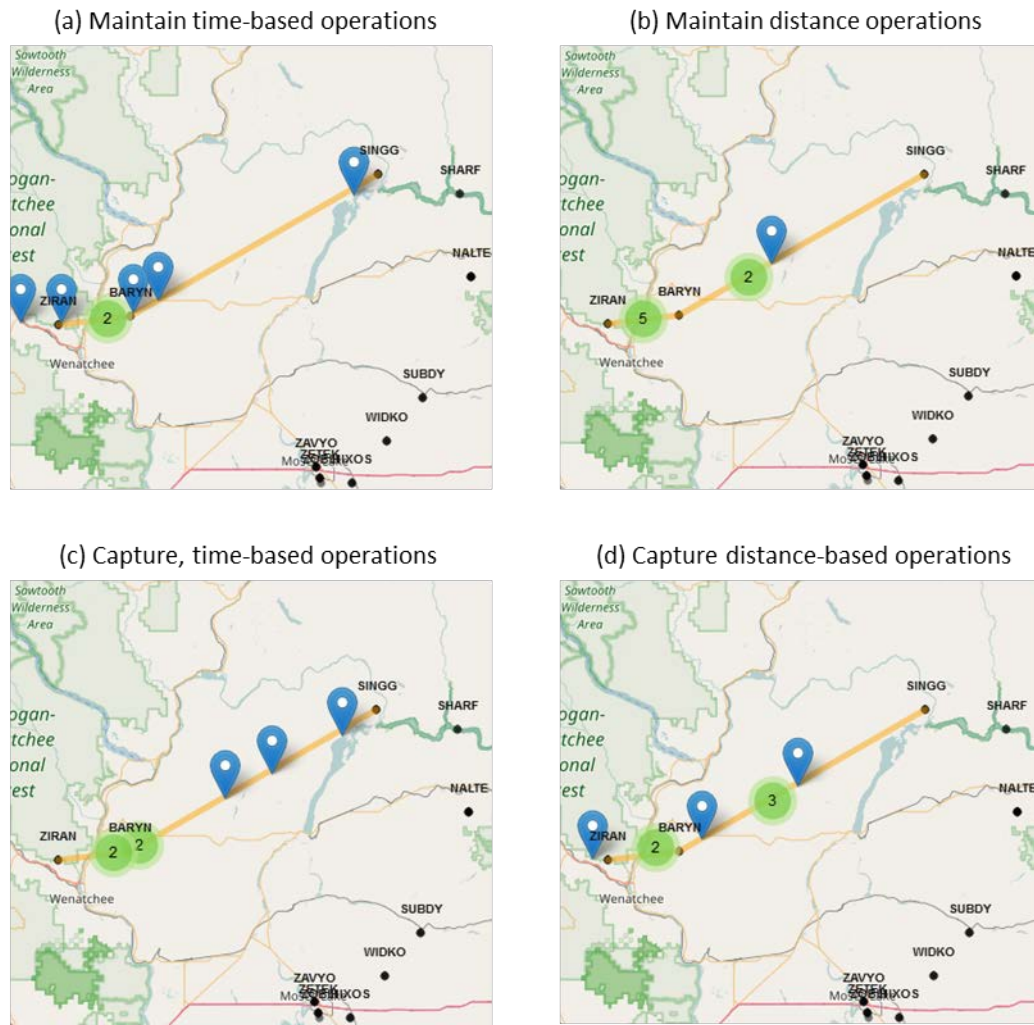 (a) Maintain time-based operations
Sawtooth
Wilderness
Area
ogan-
tchee
onal
est
SINGG
SHARF
NALTE
BARYN
ZIRAN
2
Wenatchee
SUBDY
WIDKO
ZAVYO
ZETEK
(b) Maintain distance operations
Sawtooth
Wilderness
Area
ogan-
tchee
onal
est
SINGG
SHARF
NALTE
2
BARYN
ZIRAN
5
Wenatchee
SUBDY
WIDKO
ZAVYO
ZETEK
(c) Capture, time-based operations
Sawtooth
Wilderness
Area
ogan-
tchee
onal
est
SINGG
SHARF
NALTE
BARYN
ZIRAN
2
2
Wenatchee
SUBDY
WIDKO
ZAVYO
ZETEK
(d) Capture distance-based operations
Sawtooth
Wilderness
Area
ogan-
tchee
onal
est
SINGG
SHARF
NALTE
3
BARYN
ZIRAN
2
Wenatchee
SUBDY
WIDKO
ZAVYO
ZETEK